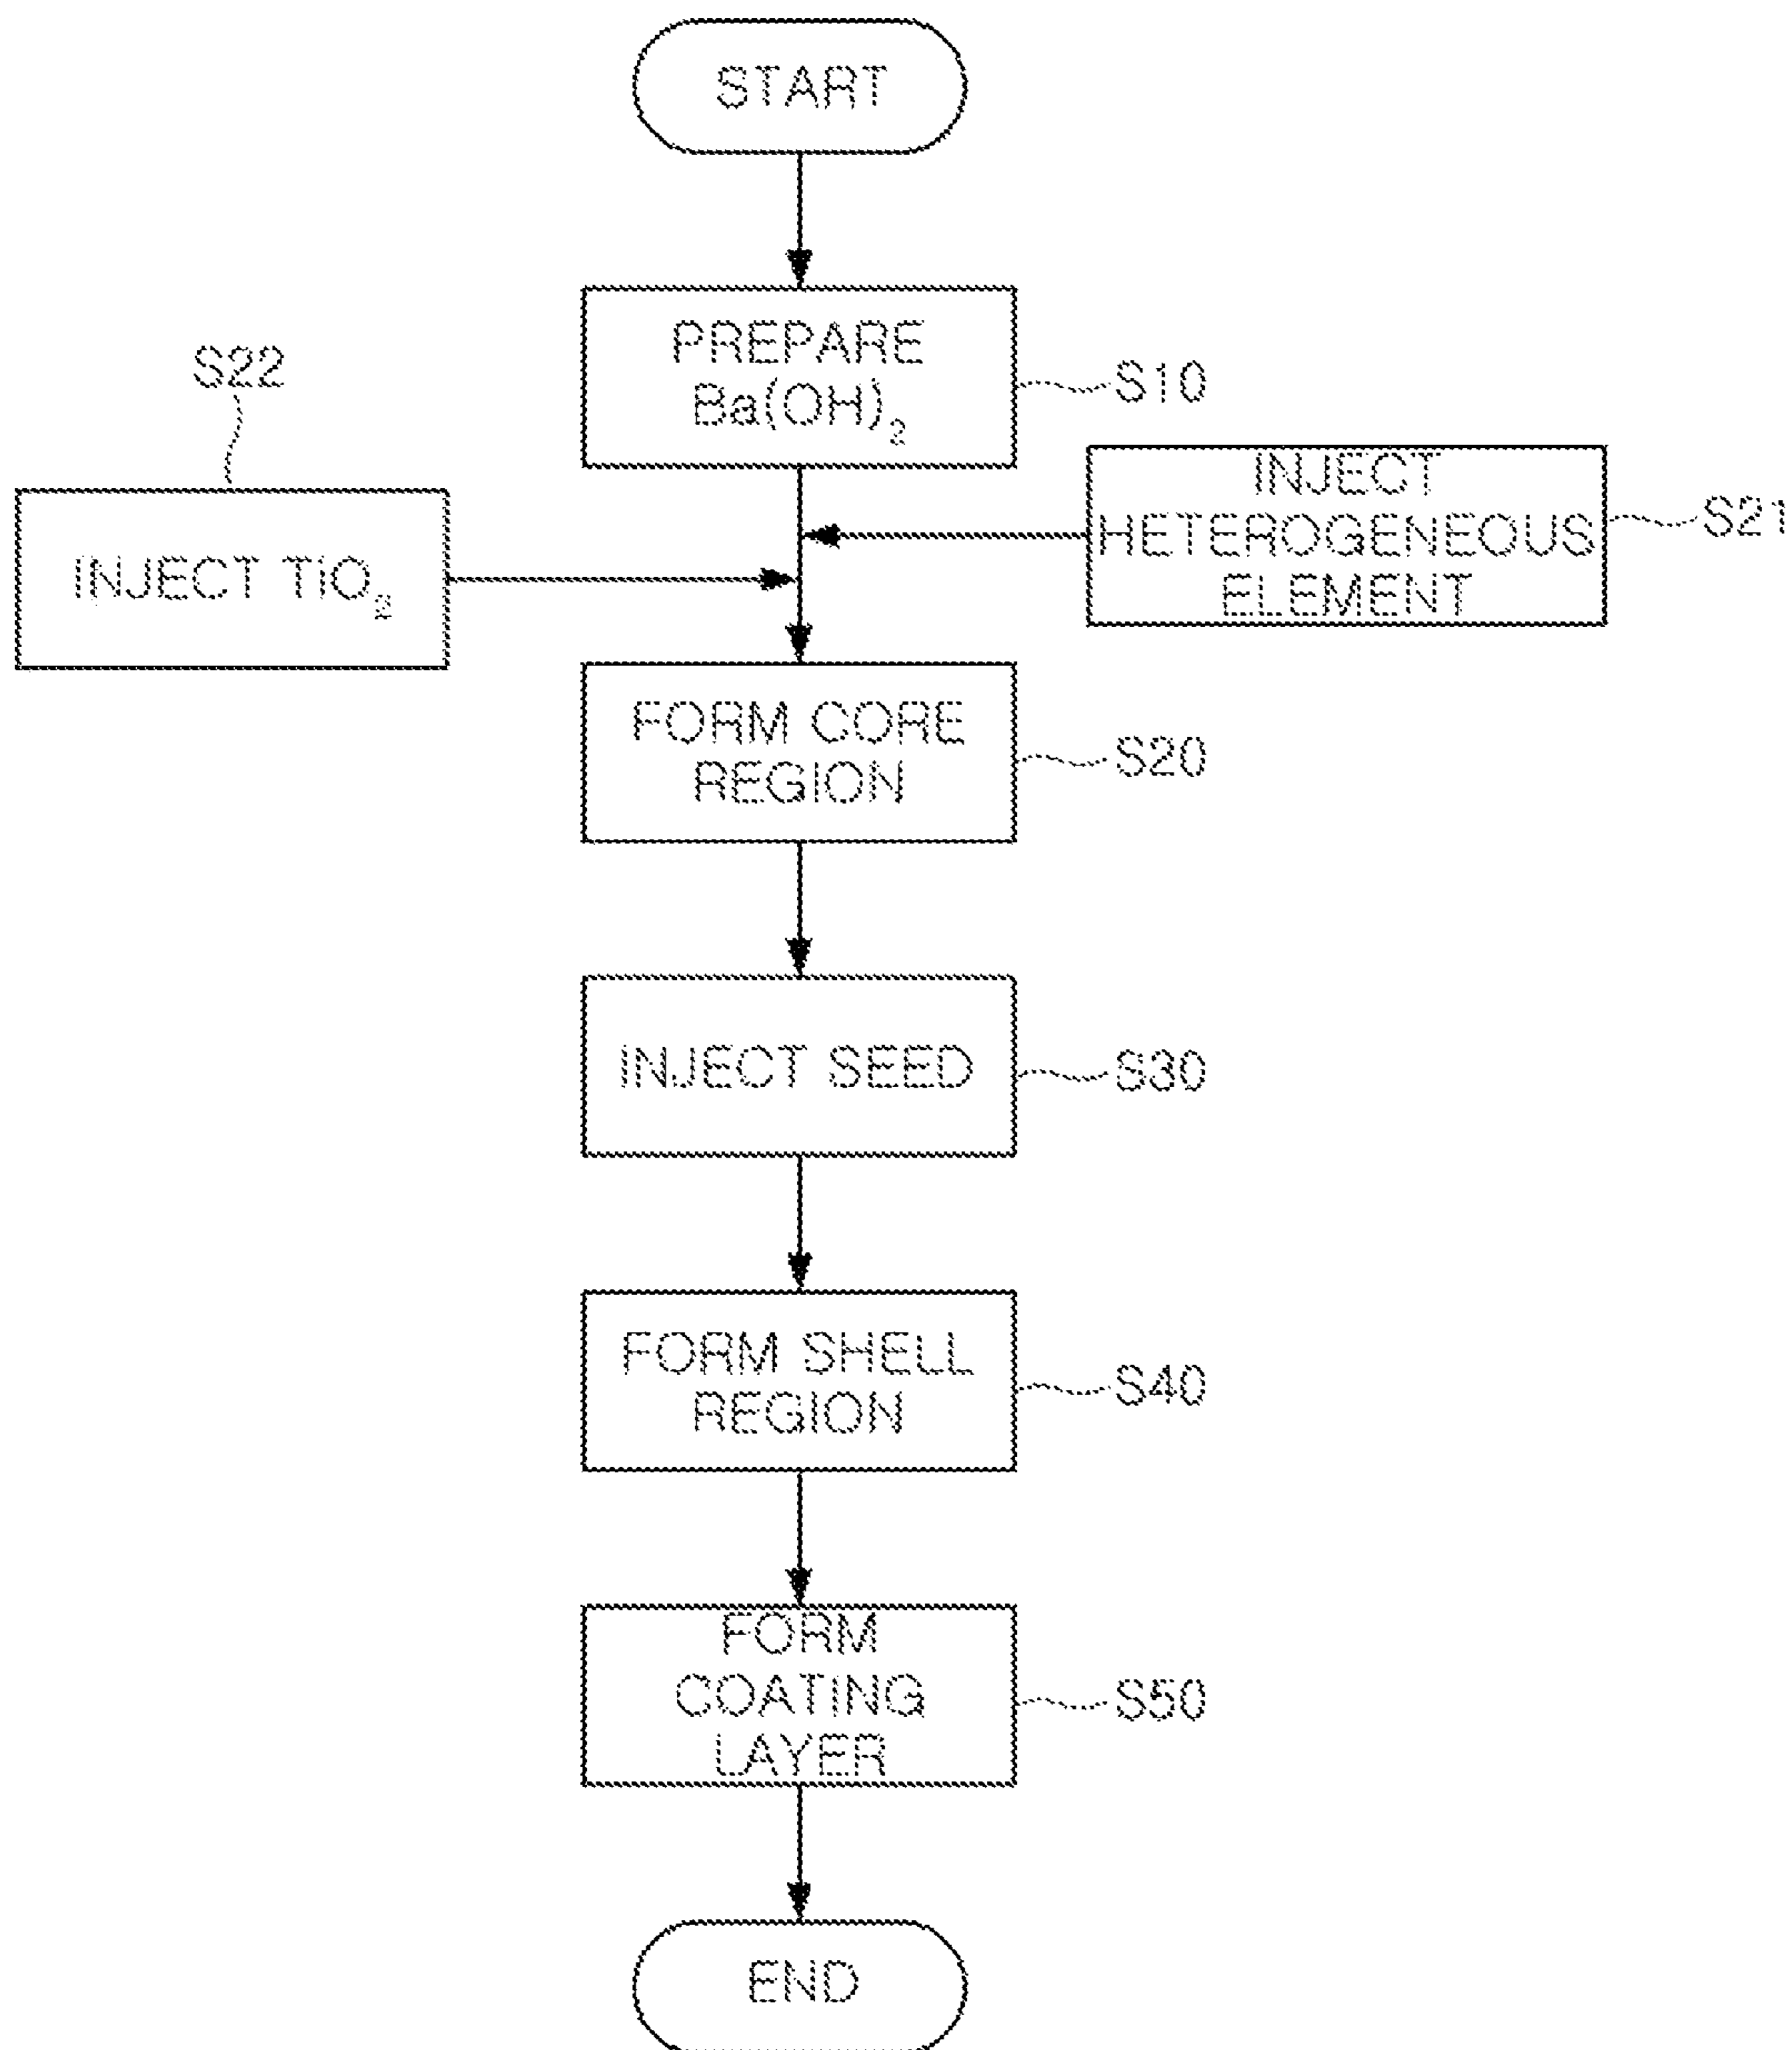 START
PREPARE
Ba(OH)₂
S10
S22
INJECT TiO₂
INJECT
HETEROGENEOUS
ELEMENT
S21
FORM CORE
REGION
S20
INJECT SEED
S30
FORM SHELL
REGION
S40
FORM
COATING
LAYER
S50
END